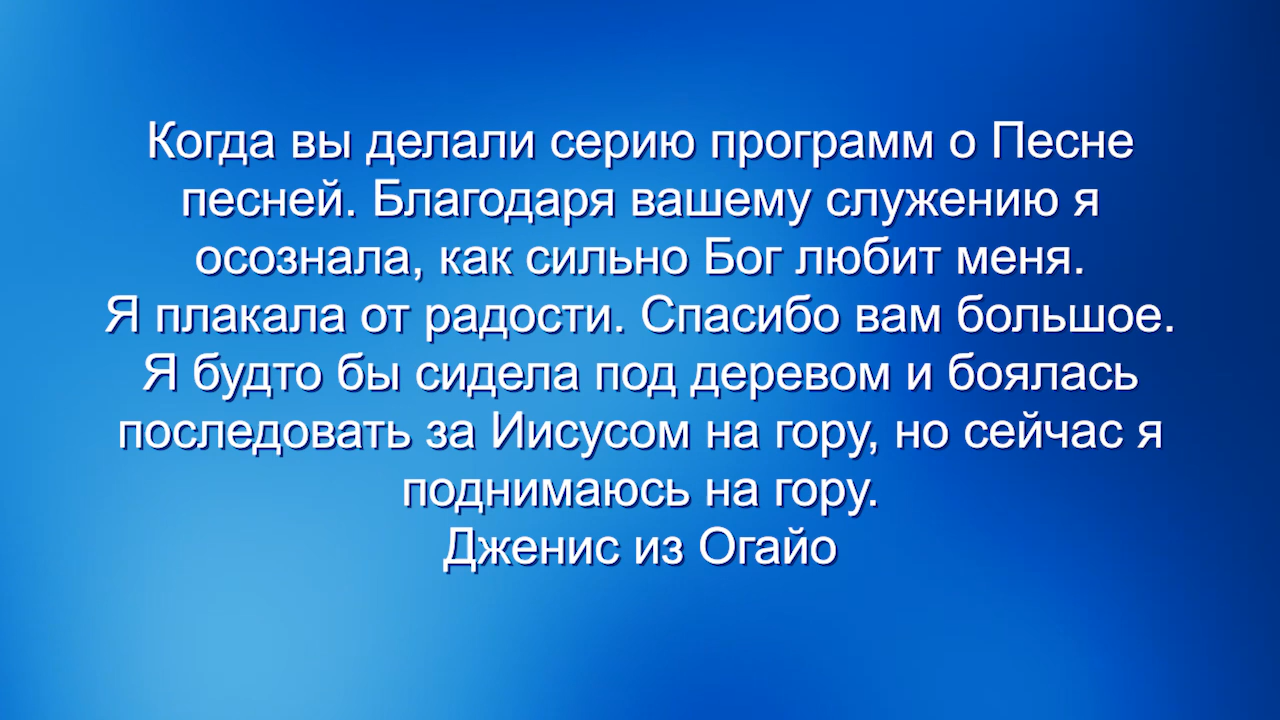 Когда вы делали серию программ о Песне
песней. Благодаря вашему служению я
осознала, как сильно Бог любит меня.
Я плакала от радости. Спасибо вам большое.
Я будто бы сидела под деревом и боялась
последовать за Иисусом на гору, но сейчас я
поднимаюсь на гору.
Дженис из Огайо